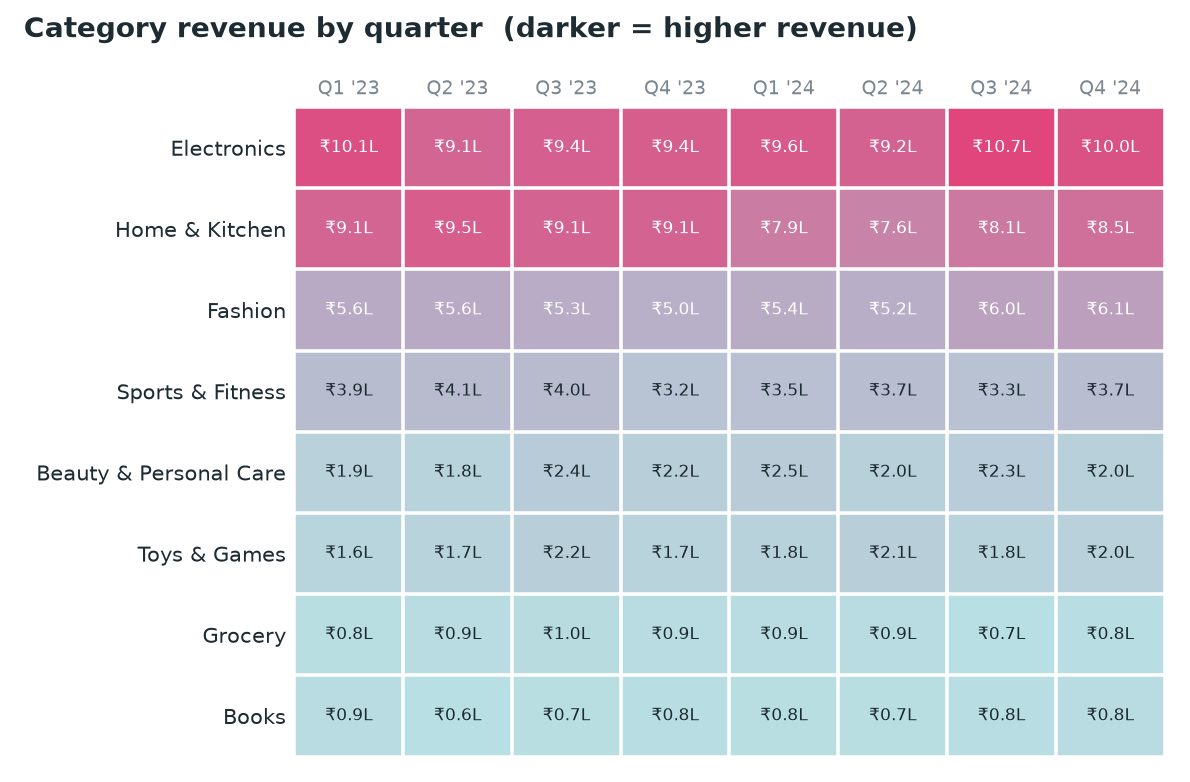 Category revenue by quarter  (darker = higher revenue)
Q1 '23 Q2 '23 Q3 '23 Q4 '23 Q1 '24 Q2 '24 Q3 '24 Q4 '24
Electronics ₹10.1L ₹9.1L ₹9.4L ₹9.4L ₹9.6L ₹9.2L ₹10.7L ₹10.0L
Home & Kitchen ₹9.1L ₹9.5L ₹9.1L ₹9.1L ₹7.9L ₹7.6L ₹8.1L ₹8.5L
Fashion ₹5.6L ₹5.6L ₹5.3L ₹5.0L ₹5.4L ₹5.2L ₹6.0L ₹6.1L
Sports & Fitness ₹3.9L ₹4.1L ₹4.0L ₹3.2L ₹3.5L ₹3.7L ₹3.3L ₹3.7L
Beauty & Personal Care ₹1.9L ₹1.8L ₹2.4L ₹2.2L ₹2.5L ₹2.0L ₹2.3L ₹2.0L
Toys & Games ₹1.6L ₹1.7L ₹2.2L ₹1.7L ₹1.8L ₹2.1L ₹1.8L ₹2.0L
Grocery ₹0.8L ₹0.9L ₹1.0L ₹0.9L ₹0.9L ₹0.9L ₹0.7L ₹0.8L
Books ₹0.9L ₹0.6L ₹0.7L ₹0.8L ₹0.8L ₹0.7L ₹0.8L ₹0.8L